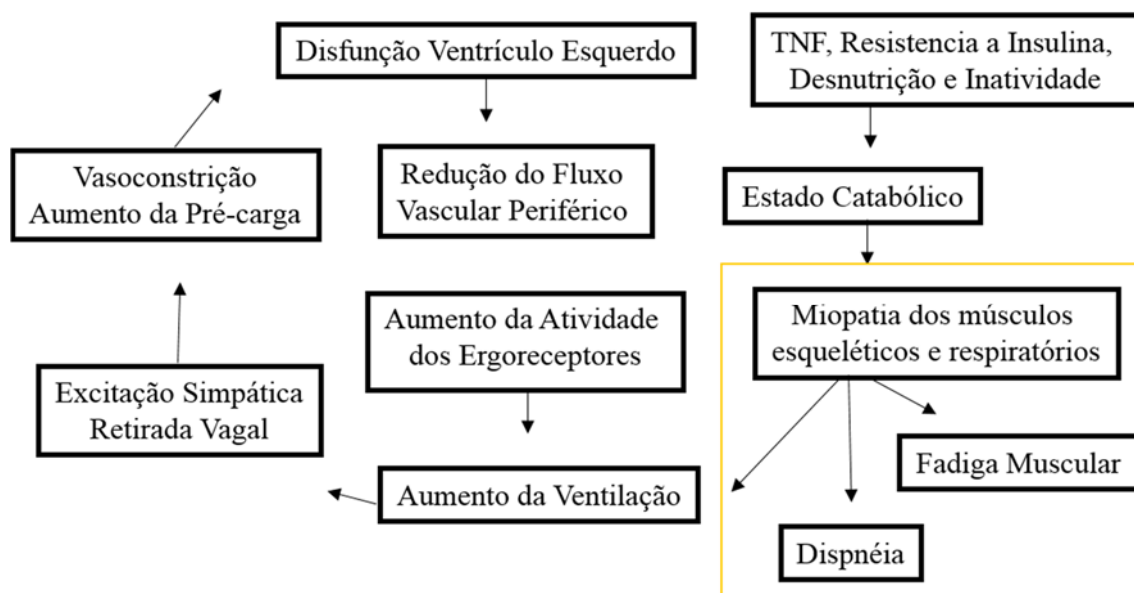 Disfunção Ventrículo Esquerdo
TNF, Resistencia a Insulina,
Desnutrição e Inatividade
Vasoconstrição
Aumento da Pré-carga
Redução do Fluxo
Vascular Periférico
Estado Catabólico
Aumento da Atividade
dos Ergoreceptores
Miopatia dos músculos
esqueléticos e respiratórios
Excitação Simpática
Retirada Vagal
Aumento da Ventilação
Fadiga Muscular
Dispnéia